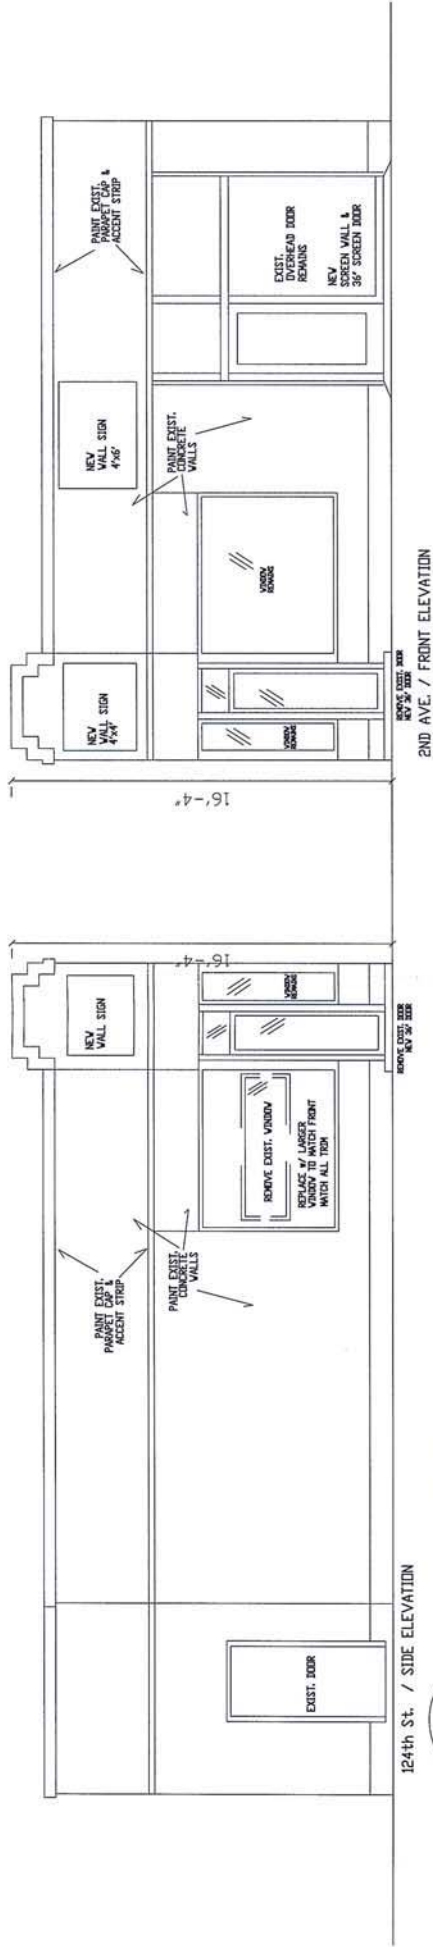 PAINT EXIST.
PARAPET CAP &
ACCENT STRIP
PAINT EXIST.
CONCRETE
WALLS
NEW
WALL SIGN
16'-4"
REMOVE EXIST. WINDOW
REPLACE w/ LARGER
WINDOW TO MATCH FRONT
MATCH ALL TRIM
WINDOW
REMAINS
EXIST. DOOR
REMOVE EXIST. DOOR
NEW 36" DOOR
124th St. / SIDE ELEVATION
16'-4"
NEW
WALL SIGN
4'x4'
NEW
WALL SIGN
4'x6'
PAINT EXIST.
PARAPET CAP &
ACCENT STRIP
PAINT EXIST.
CONCRETE
WALLS
WINDOW
REMAINS
WINDOW
REMAINS
EXIST.
OVERHEAD DOOR
REMAINS
NEW
SCREEN WALL &
36" SCREEN DOOR
REMOVE EXIST. DOOR
NEW 36" DOOR
2ND AVE. / FRONT ELEVATION